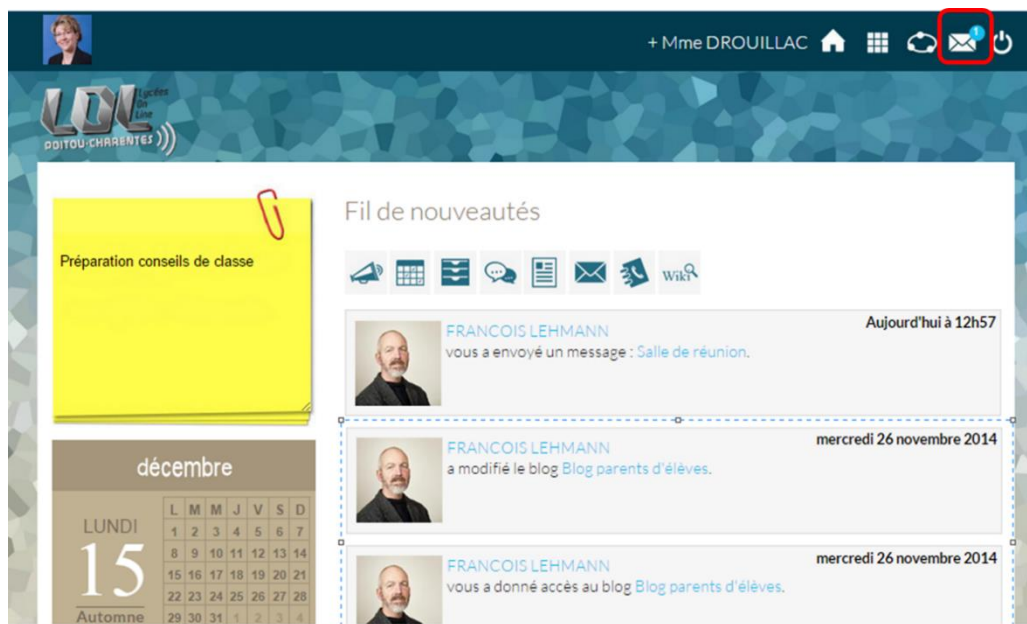 + Mme DROUILLAC
1
LOL Lycées
On
Line
POITOU-CHARENTES
Préparation conseils de classe
Fil de nouveautés
Wiki
Aujourd'hui à 12h57
FRANCOIS LEHMANN
vous a envoyé un message : Salle de réunion.
mercredi 26 novembre 2014
FRANCOIS LEHMANN
a modifié le blog Blog parents d'élèves.
mercredi 26 novembre 2014
FRANCOIS LEHMANN
vous a donné accès au blog Blog parents d'élèves.
décembre
LUNDI
15
Automne
L M M J V S D
1 2 3 4 5 6 7
8 9 10 11 12 13 14
15 16 17 18 19 20 21
22 23 24 25 26 27 28
29 30 31 1 2 3 4